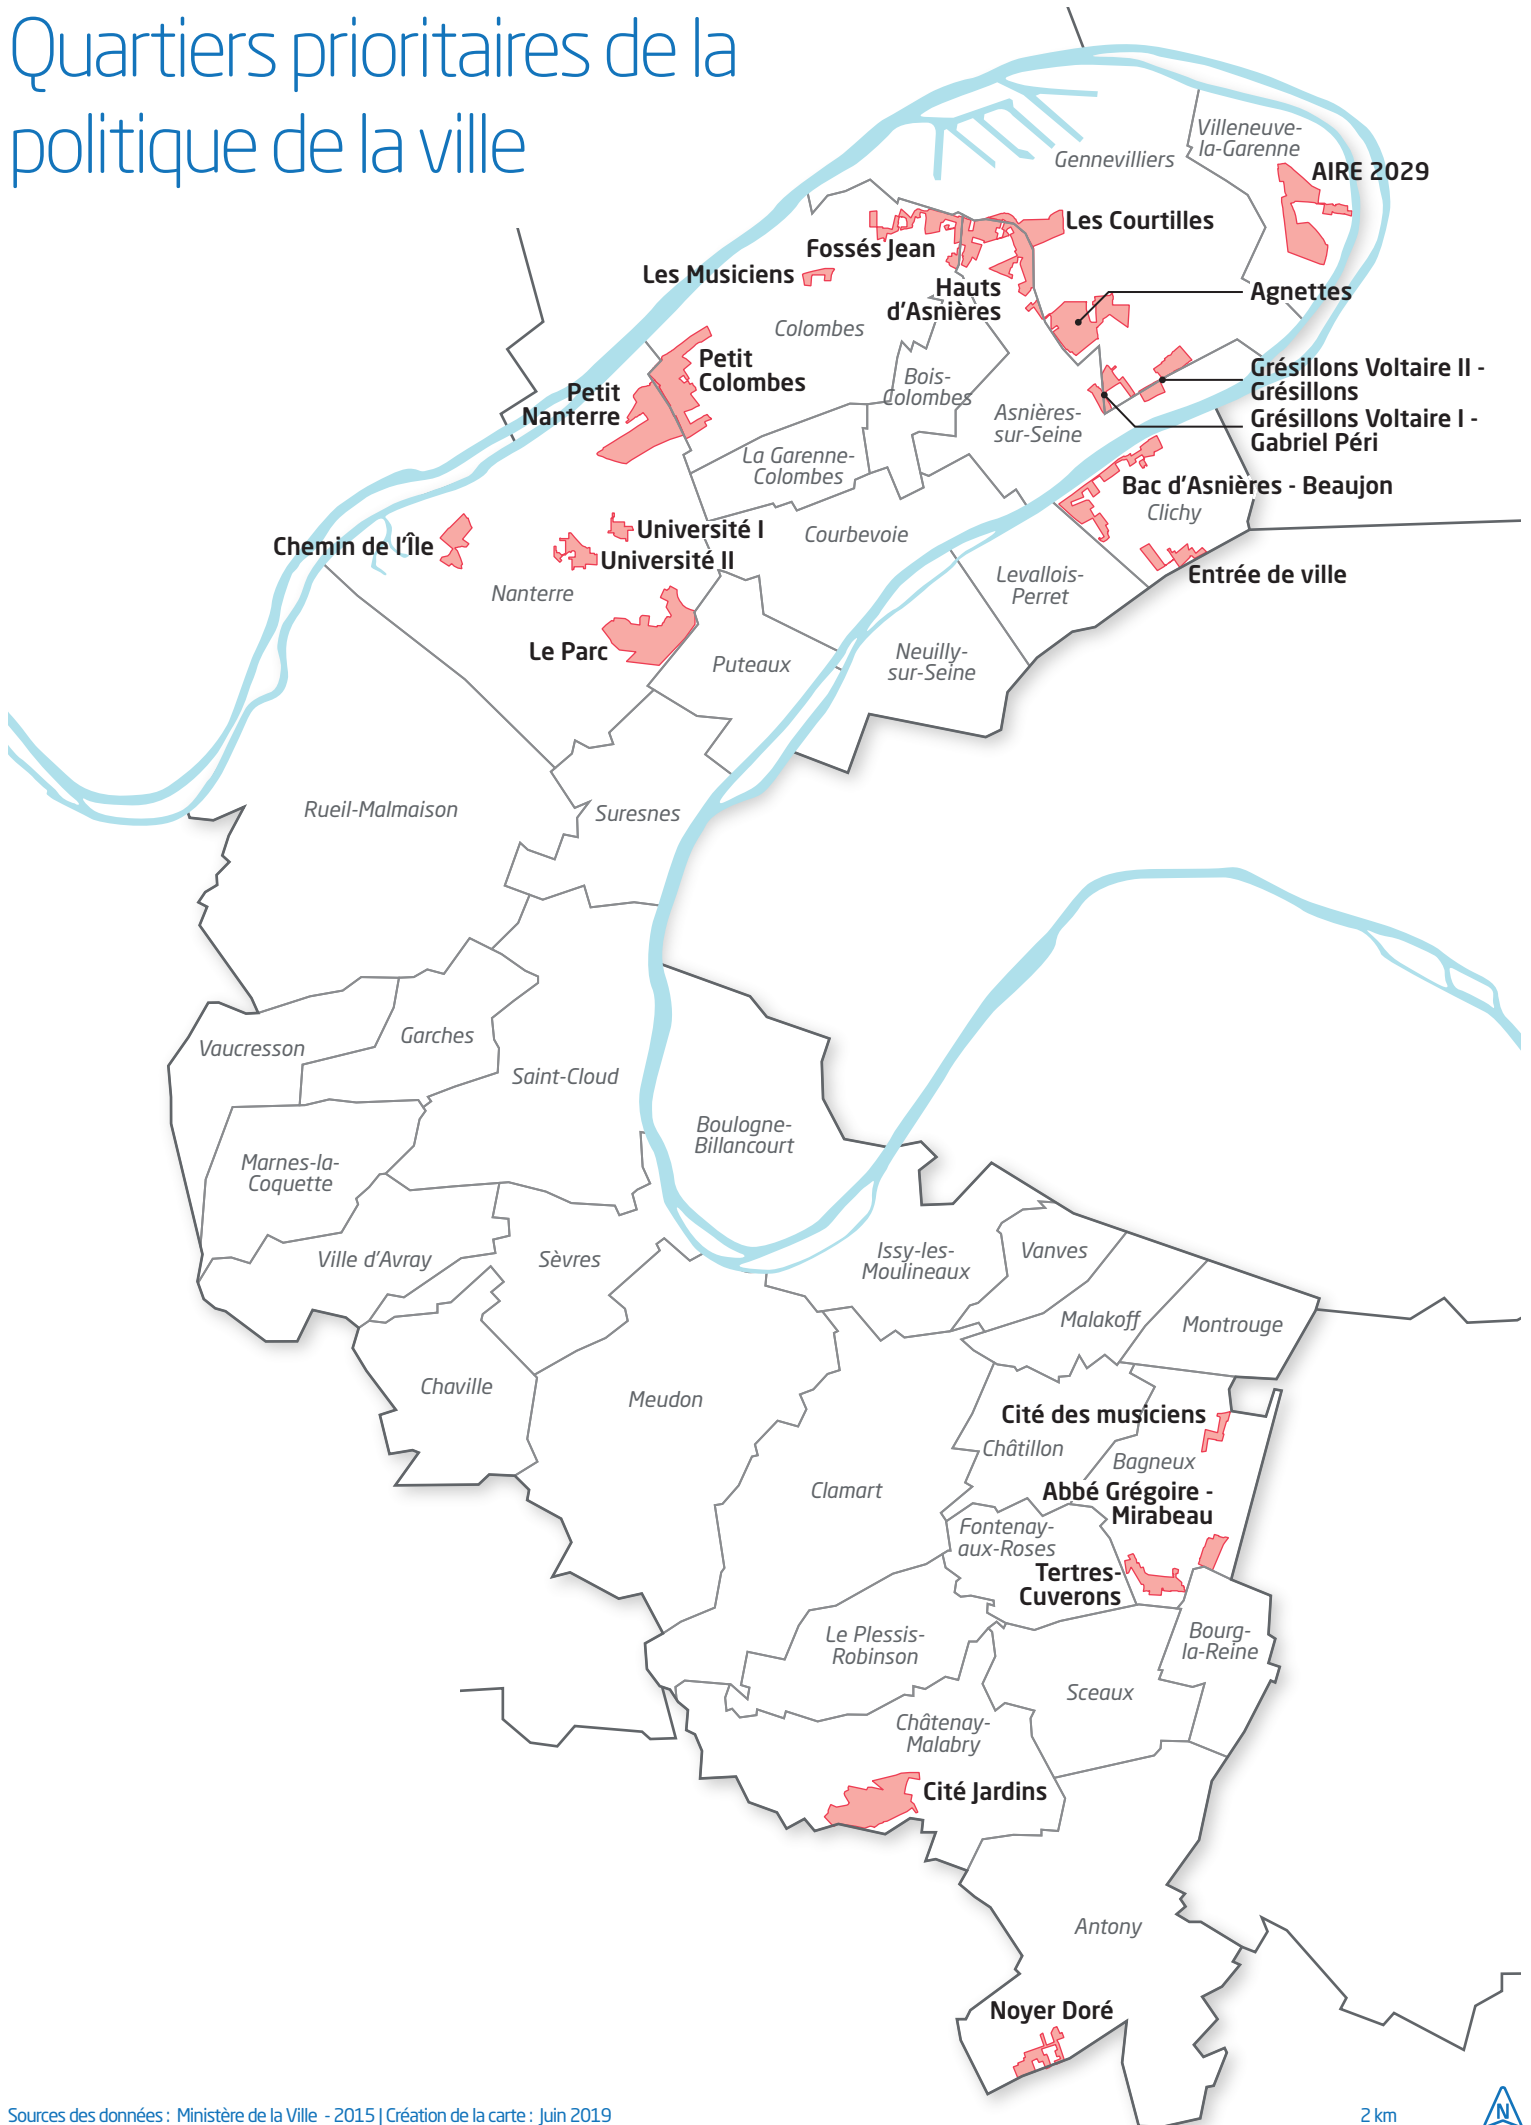 Quartiers prioritaires de la
politique de la ville
Villeneuve-
la-Garenne
Gennevilliers
AIRE 2029
Les Courtilles
Fossés Jean
Les Musiciens
Hauts
d'Asnières
Agnettes
Colombes
Petit
Colombes
Petit
Nanterre
Bois-
Colombes
Asnières-
sur-Seine
Grésillons Voltaire II -
Grésillons
Grésillons Voltaire I -
Gabriel Péri
La Garenne-
Colombes
Bac d'Asnières - Beaujon
Clichy
Chemin de l'Île
Université I
Université II
Courbevoie
Nanterre
Levallois-
Perret
Entrée de ville
Le Parc
Puteaux
Neuilly-
sur-Seine
Rueil-Malmaison
Suresnes
Vaucresson
Garches
Saint-Cloud
Boulogne-
Billancourt
Marnes-la-
Coquette
Ville d'Avray
Sèvres
Issy-les-
Moulineaux
Vanves
Malakoff
Montrouge
Chaville
Meudon
Cité des musiciens
Châtillon
Bagneux
Clamart
Abbé Grégoire -
Mirabeau
Fontenay-
aux-Roses
Tertres-
Cuverons
Le Plessis-
Robinson
Bourg-
la-Reine
Sceaux
Châtenay-
Malabry
Cité Jardins
Antony
Noyer Doré
Sources des données : Ministère de la Ville - 2015 | Création de la carte : Juin 2019
2 km
N